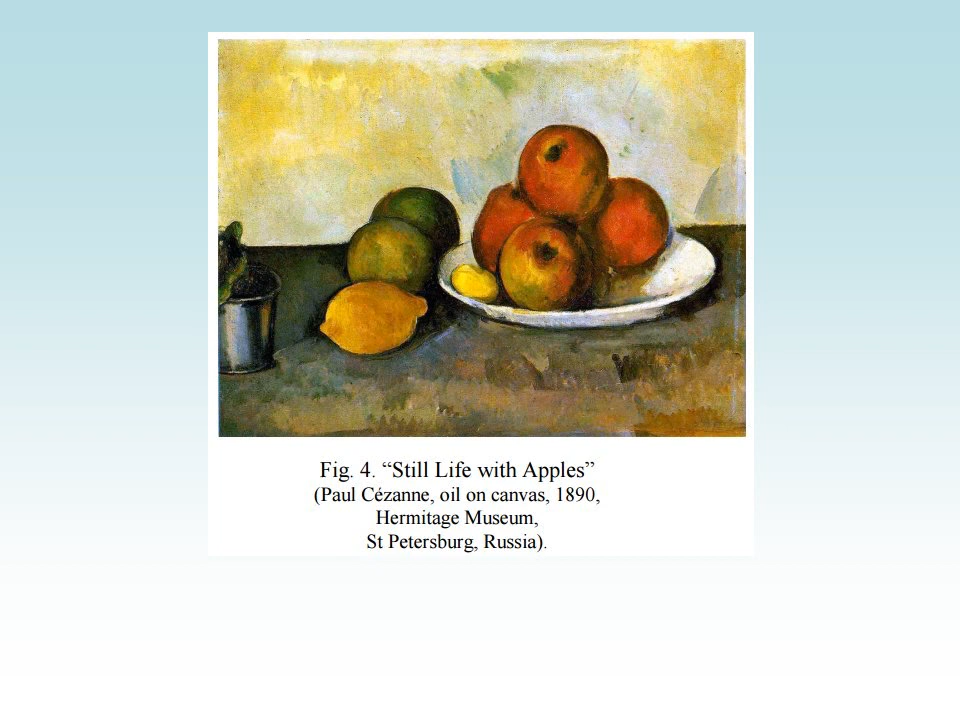 Fig. 4. “Still Life with Apples”
(Paul Cézanne, oil on canvas, 1890,
Hermitage Museum,
St Petersburg, Russia).